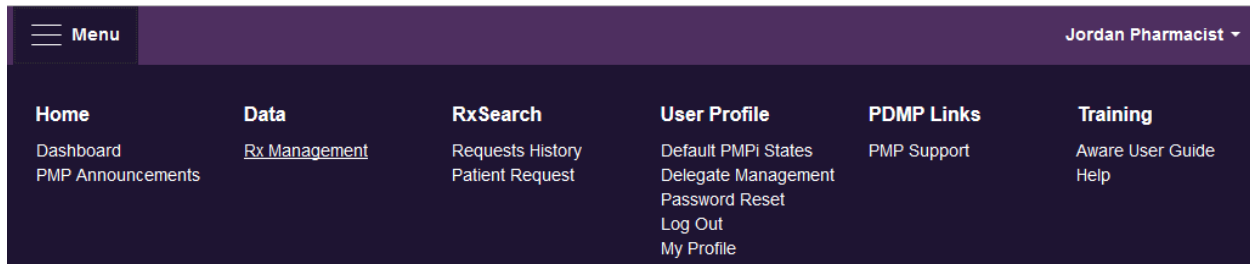 Menu
Jordan Pharmacist
Home
Dashboard
PMP Announcements
Data
Rx Management
RxSearch
Requests History
Patient Request
User Profile
Default PMPi States
Delegate Management
Password Reset
Log Out
My Profile
PDMP Links
PMP Support
Training
Aware User Guide
Help